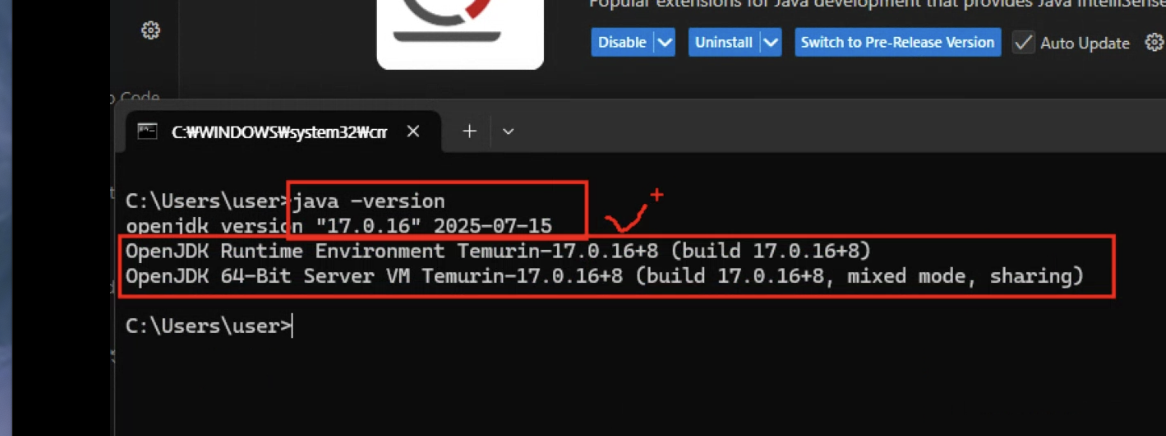 Popular extensions for Java development that provides Java IntelliSense
Disable
Uninstall
Switch to Pre-Release Version
Auto Update
Code
C:₩WINDOWS₩system32₩cm
C:\Users\user>java -version
openjdk version "17.0.16" 2025-07-15
OpenJDK Runtime Environment Temurin-17.0.16+8 (build 17.0.16+8)
OpenJDK 64-Bit Server VM Temurin-17.0.16+8 (build 17.0.16+8, mixed mode, sharing)
C:\Users\user>